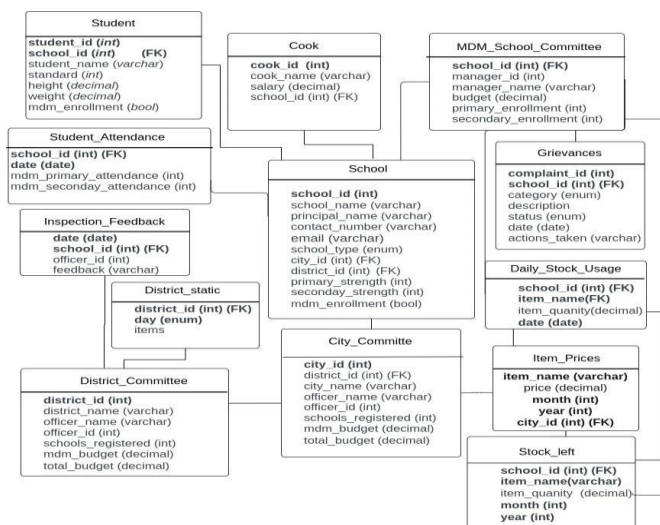 Student
student_id (int)
school_id (int) (FK)
student_name (varchar)
standard (int)
height (decimal)
weight (decimal)
mdm_enrollment (bool)
Cook
cook_id (int)
cook_name (varchar)
salary (decimal)
school_id (int) (FK)
MDM_School_Committee
school_id (int) (FK)
manager_id (int)
manager_name (varchar)
budget (decimal)
primary_enrollment (int)
secondary_enrollment (int)
Student_Attendance
school_id (int) (FK)
date (date)
mdm_primary_attendance (int)
mdm_seconday_attendance (int)
School
school_id (int)
school_name (varchar)
principal_name (varchar)
contact_number (varchar)
email (varchar)
school_type (enum)
city_id (int) (FK)
district_id (int) (FK)
primary_strength (int)
seconday_strength (int)
mdm_enrollment (bool)
Grievances
complaint_id (int)
school_id (int) (FK)
category (enum)
description
status (enum)
date (date)
actions_taken (varchar)
Inspection_Feedback
date (date)
school_id (int) (FK)
officer_id (int)
feedback (varchar)
District_static
district_id (int) (FK)
day (enum)
items
Daily_Stock_Usage
school_id (int) (FK)
item_name(FK)
item_quanity(decimal)
date (date)
District_Committee
district_id (int)
district_name (varchar)
officer_name (varchar)
officer_id (int)
schools_registered (int)
mdm_budget (decimal)
total_budget (decimal)
City_Committe
city_id (int)
district_id (int) (FK)
city_name (varchar)
officer_name (varchar)
officer_id (int)
schools_registered (int)
mdm_budget (decimal)
total_budget (decimal)
Item_Prices
item_name (varchar)
price (decimal)
month (int)
year (int)
city_id (int) (FK)
Stock_left
school_id (int) (FK)
item_name(varchar)
item_quanity (decimal)
month (int)
year (int)